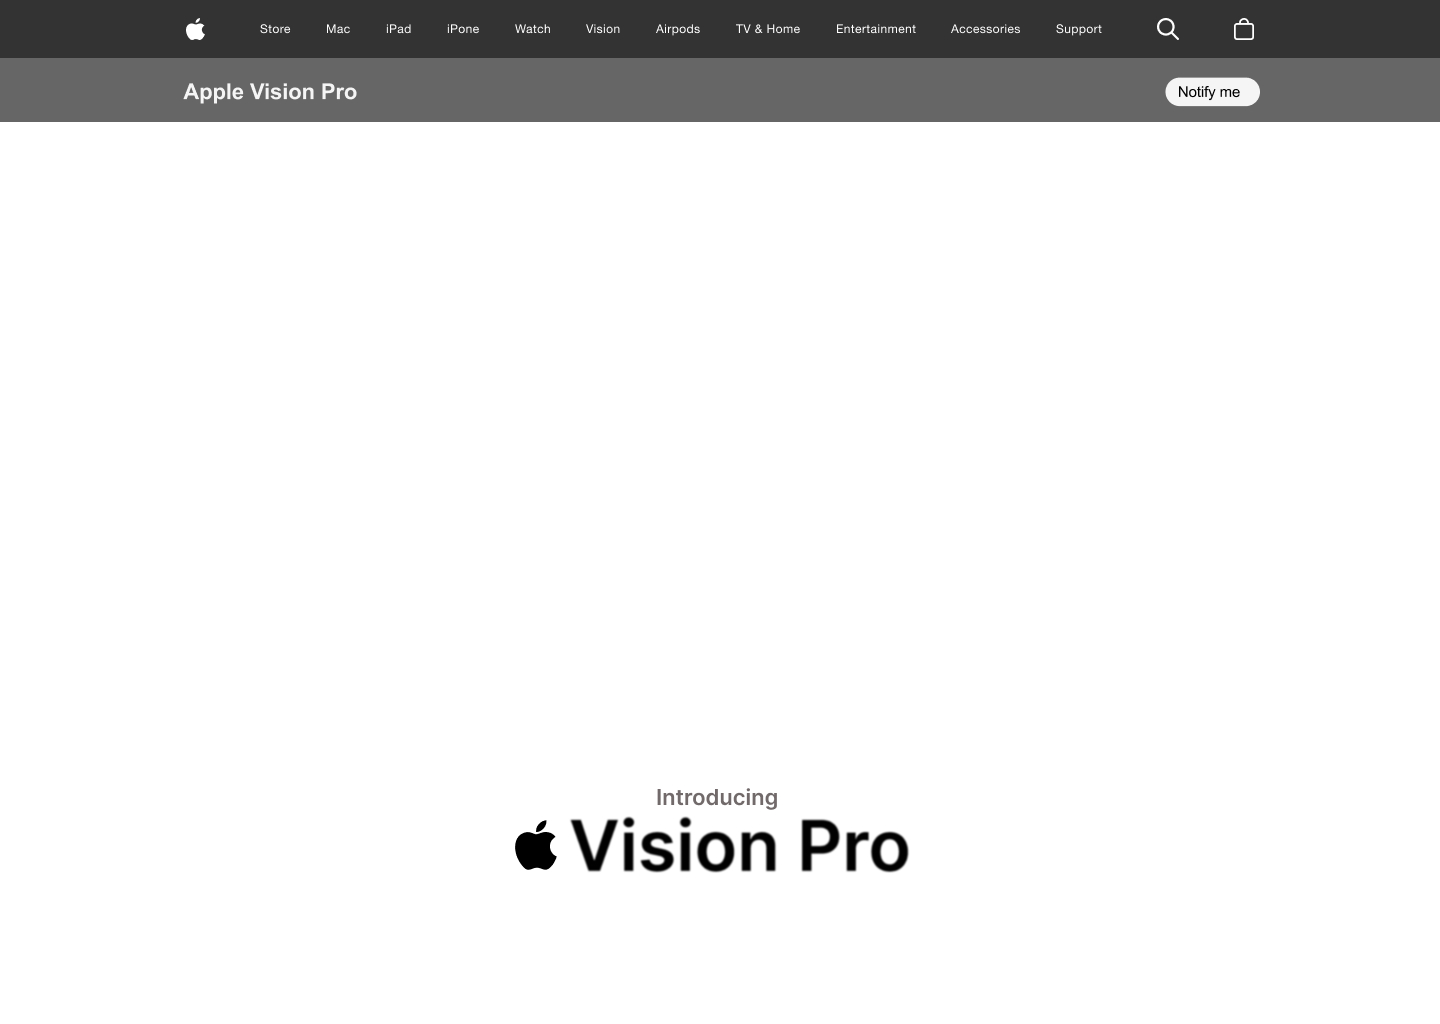 Store Mac iPad iPone Watch Vision Airpods TV & Home Entertainment Accessories Support
Apple Vision Pro Notify me
Introducing
Vision Pro